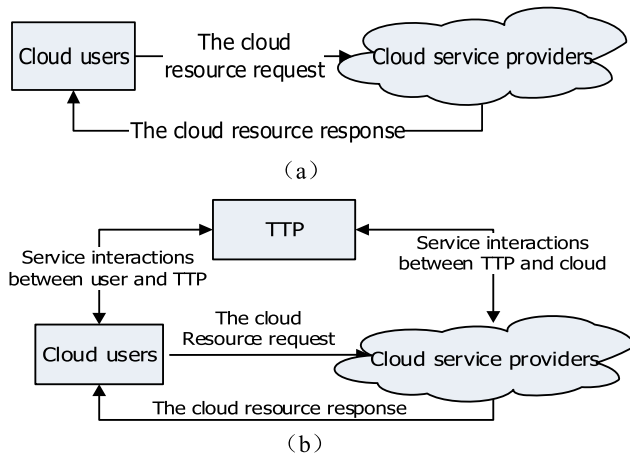 The cloud
Cloud users
resource request
Cloud service providers
The cloud resource response
（a）
TTP
Service interactions
between user and TTP
Service interactions
between TTP and cloud
The cloud
Resource request
Cloud users
Cloud service providers
The cloud resource response
（b）